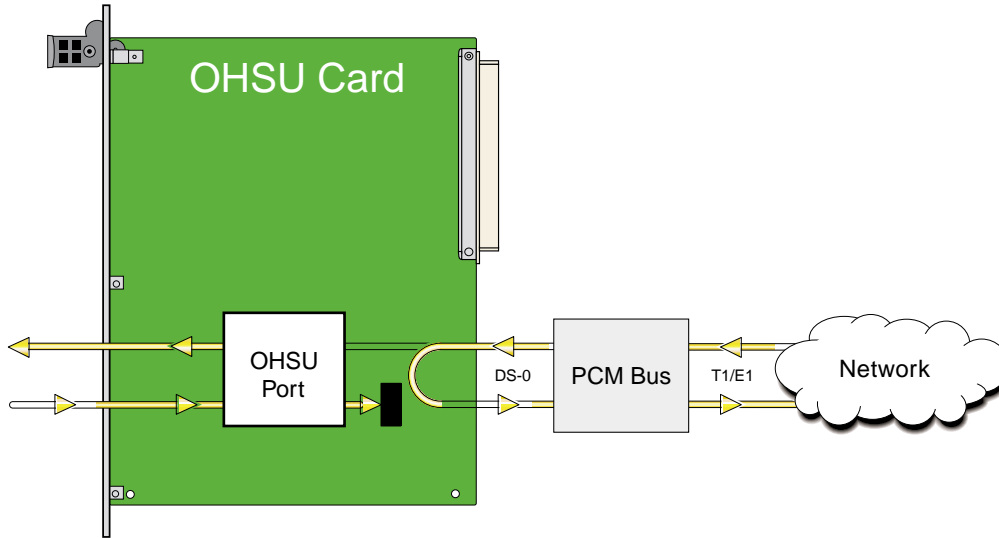 OHSU Card
OHSU
Port
DS-0
PCM Bus
T1/E1
Network